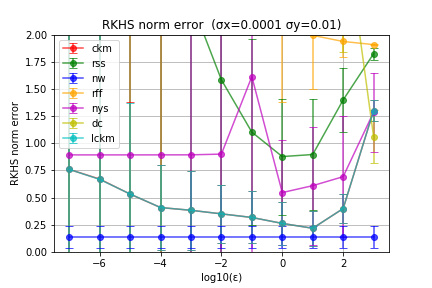 RKHS norm error (σx=0.0001 σy=0.01)
RKHS norm error
2.00
1.75
1.50
1.25
1.00
0.75
0.50
0.25
0.00
ckm
rss
nw
rff
nys
dc
lckm
−6 −4 −2 0 2
log10(ε)